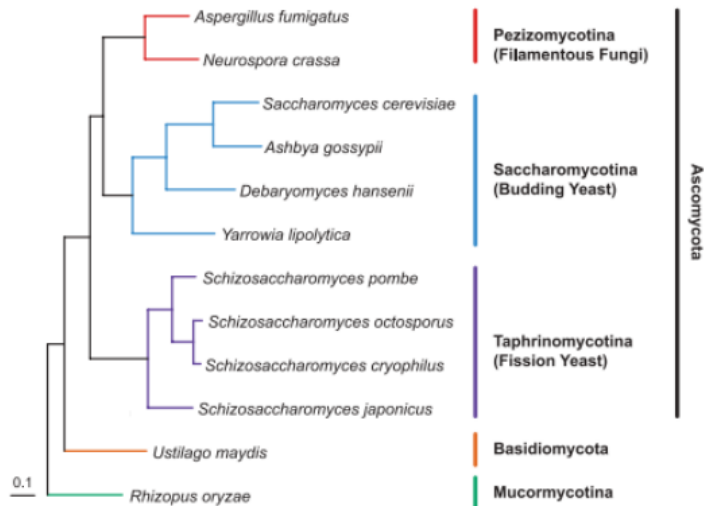 Aspergillus fumigatus
Neurospora crassa
Pezizomycotina
(Filamentous Fungi)
Saccharomyces cerevisiae
Ashbya gossypii
Debaryomyces hansenii
Yarrowia lipolytica
Saccharomycotina
(Budding Yeast)
Ascomycota
Schizosaccharomyces pombe
Schizosaccharomyces octosporus
Schizosaccharomyces cryophilus
Schizosaccharomyces japonicus
Taphrinomycotina
(Fission Yeast)
Ustilago maydis
Basidiomycota
0.1
Rhizopus oryzae
Mucormycotina